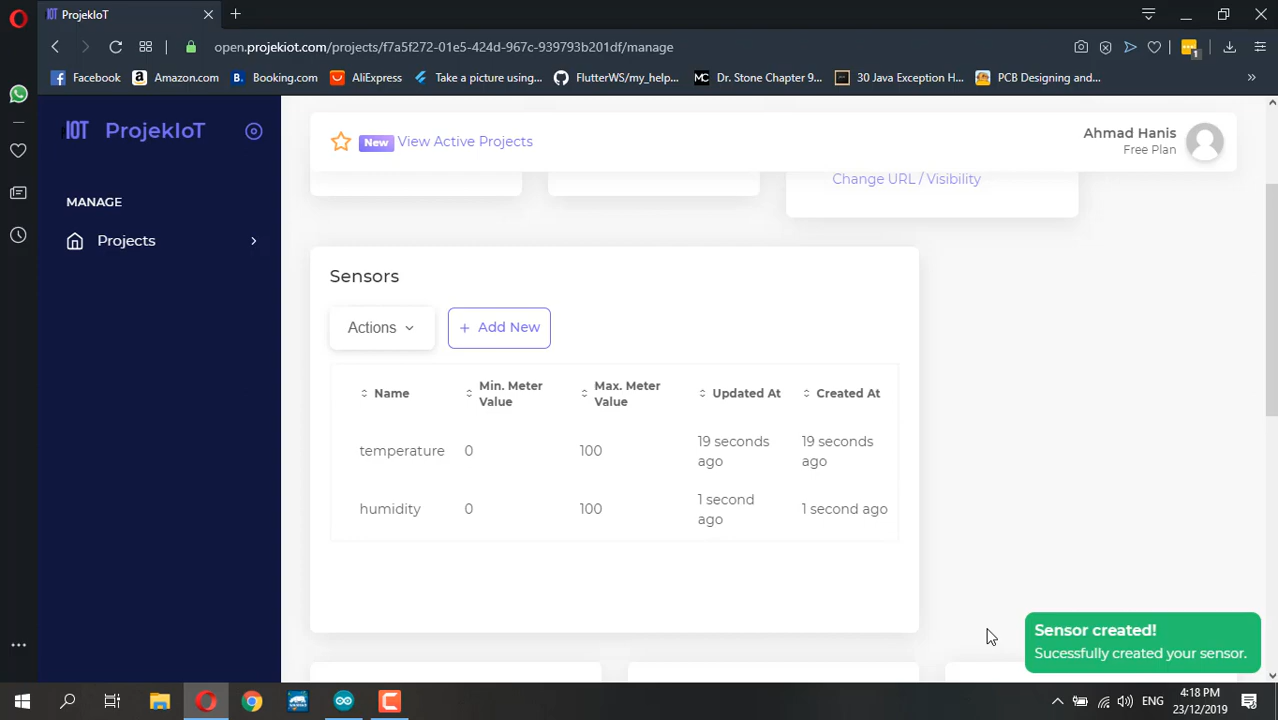 ProjekIoT
open.projekiot.com/projects/f7a5f272-01e5-424d-967c-939793b201df/manage
1
Facebook
a Amazon.com
B. Booking.com
AliExpress
Take a picture using...
FlutterWS/my_help...
MC Dr. Stone Chapter 9...
30 Java Exception H...
PCB Designing and...
»
IOT ProjekIoT
New View Active Projects
Ahmad Hanis
Free Plan
Change URL / Visibility
MANAGE
Projects
Sensors
Actions
+ Add New
Name
Min. Meter Value
Max. Meter Value
Updated At
Created At
temperature 0 100 19 seconds ago 19 seconds ago
humidity 0 100 1 second ago 1 second ago
Sensor created!
Sucessfully created your sensor.
ENG
4:18 PM
23/12/2019